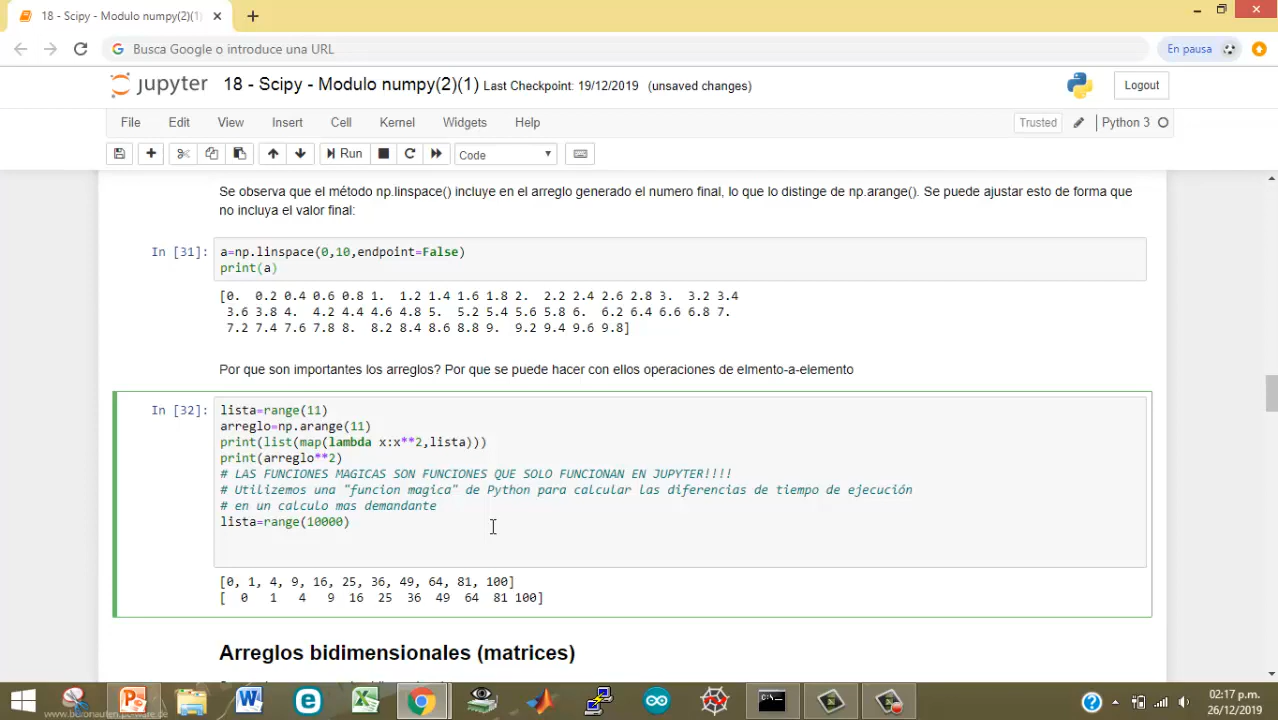 18 - Scipy - Modulo numpy(2)(1)
Busca Google o introduce una URL
En pausa
jupyter 18 - Scipy - Modulo numpy(2)(1) Last Checkpoint: 19/12/2019 (unsaved changes)
Logout
File Edit View Insert Cell Kernel Widgets Help
Trusted Python 3
Run Code
Se observa que el método np.linspace() incluye en el arreglo generado el numero final, lo que lo distinge de np.arange(). Se puede ajustar esto de forma que
no incluya el valor final:
In [31]: a=np.linspace(0,10,endpoint=False)
print(a)
[0. 0.2 0.4 0.6 0.8 1. 1.2 1.4 1.6 1.8 2. 2.2 2.4 2.6 2.8 3. 3.2 3.4
3.6 3.8 4. 4.2 4.4 4.6 4.8 5. 5.2 5.4 5.6 5.8 6. 6.2 6.4 6.6 6.8 7.
7.2 7.4 7.6 7.8 8. 8.2 8.4 8.6 8.8 9. 9.2 9.4 9.6 9.8]
Por que son importantes los arreglos? Por que se puede hacer con ellos operaciones de elmento-a-elemento
In [32]: lista=range(11)
arreglo=np.arange(11)
print(list(map(lambda x:x**2,lista)))
print(arreglo**2)
# LAS FUNCIONES MAGICAS SON FUNCIONES QUE SOLO FUNCIONAN EN JUPYTER!!!!
# Utilizemos una "funcion magica" de Python para calcular las diferencias de tiempo de ejecución
# en un calculo mas demandante
lista=range(10000)
[0, 1, 4, 9, 16, 25, 36, 49, 64, 81, 100]
[ 0 1 4 9 16 25 36 49 64 81 100]
Arreglos bidimensionales (matrices)
02:17 p.m.
26/12/2019